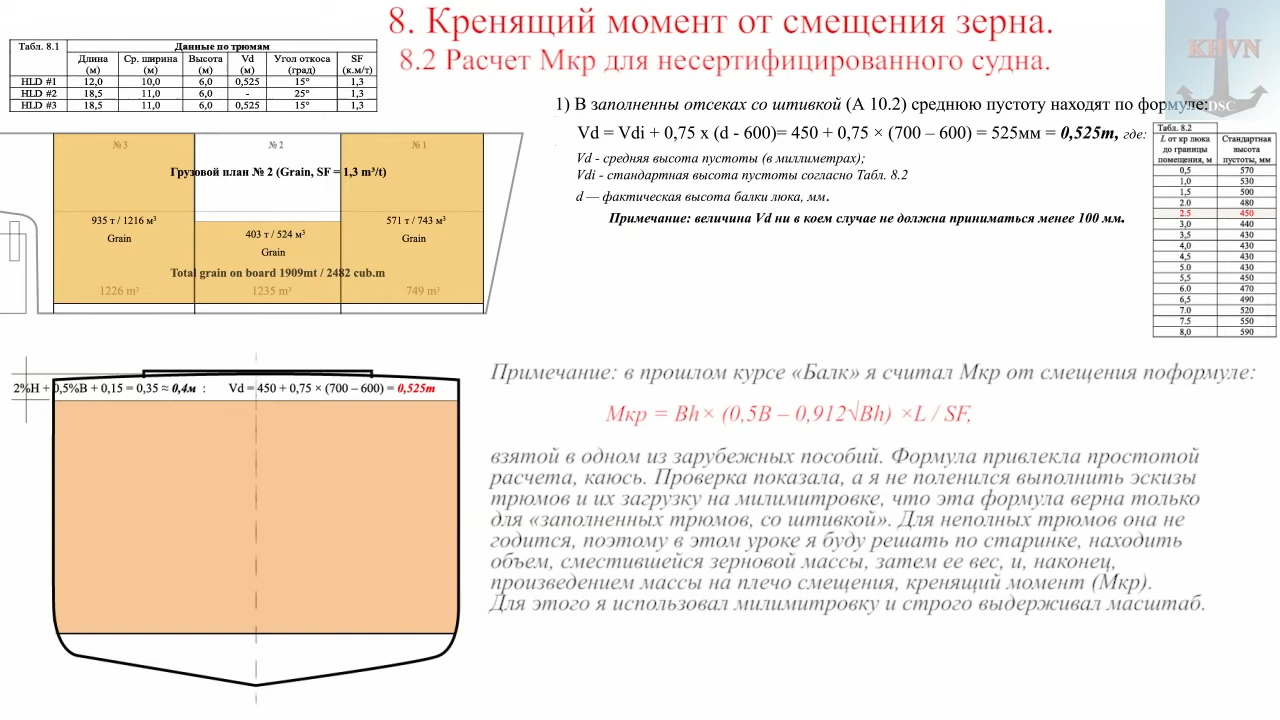 8. Кренящий момент от смещения зерна.
8.2 Расчет Мкр для несертифицированного судна.
KHVN
DSC
Табл. 8.1 Данные по трюмам
Длина (м) Ср. ширина (м) Высота (м) Vd (м) Угол откоса (град) SF (к.м/т)
HLD #1 12,0 10,0 6,0 0,525 15° 1,3
HLD #2 18,5 11,0 6,0 - 25° 1,3
HLD #3 18,5 11,0 6,0 0,525 15° 1,3
1) В заполненны отсеках со штивкой (А 10.2) среднюю пустоту находят по формуле:
Vd = Vdi + 0,75 x (d - 600)= 450 + 0,75 × (700 – 600) = 525мм = 0,525m, где:
Vd - средняя высота пустоты (в миллиметрах);
Vdi - стандартная высота пустоты согласно Табл. 8.2
d — фактическая высота балки люка, мм.
Примечание: величина Vd ни в коем случае не должна приниматься менее 100 мм.
Табл. 8.2
L от кр люка до границы помещения, м Стандартная высота пустоты, мм
0,5 570
1,0 530
1,5 500
2.0 480
2.5 450
3,0 440
3,5 430
4,0 430
4.5 430
5.0 430
5,5 450
6.0 470
6,5 490
7.0 520
7.5 550
8,0 590
№ 3 № 2 № 1
Грузовой план № 2 (Grain, SF = 1,3 m³/t)
935 т / 1216 м³ 403 т / 524 м³ 571 т / 743 м³
Grain Grain Grain
Total grain on board 1909mt / 2482 cub.m
1226 m³ 1235 m³ 749 m³
2%H + 0,5%B + 0,15 = 0,35 ≈ 0,4м : Vd = 450 + 0,75 × (700 – 600) = 0,525m
Примечание: в прошлом курсе «Балк» я считал Мкр от смещения поформуле:
Мкр = Bh× (0,5B – 0,912√Bh) ×L / SF,
взятой в одном из зарубежных пособий. Формула привлекла простотой
расчета, каюсь. Проверка показала, а я не поленился выполнить эскизы
трюмов и их загрузку на милимитровке, что эта формула верна только
для «заполненных трюмов, со штивкой». Для неполных трюмов она не
годится, поэтому в этом уроке я буду решать по старинке, находить
объем, сместившейся зерновой массы, затем ее вес, и, наконец,
произведением массы на плечо смещения, кренящий момент (Мкр).
Для этого я использовал милимитровку и строго выдерживал масштаб.